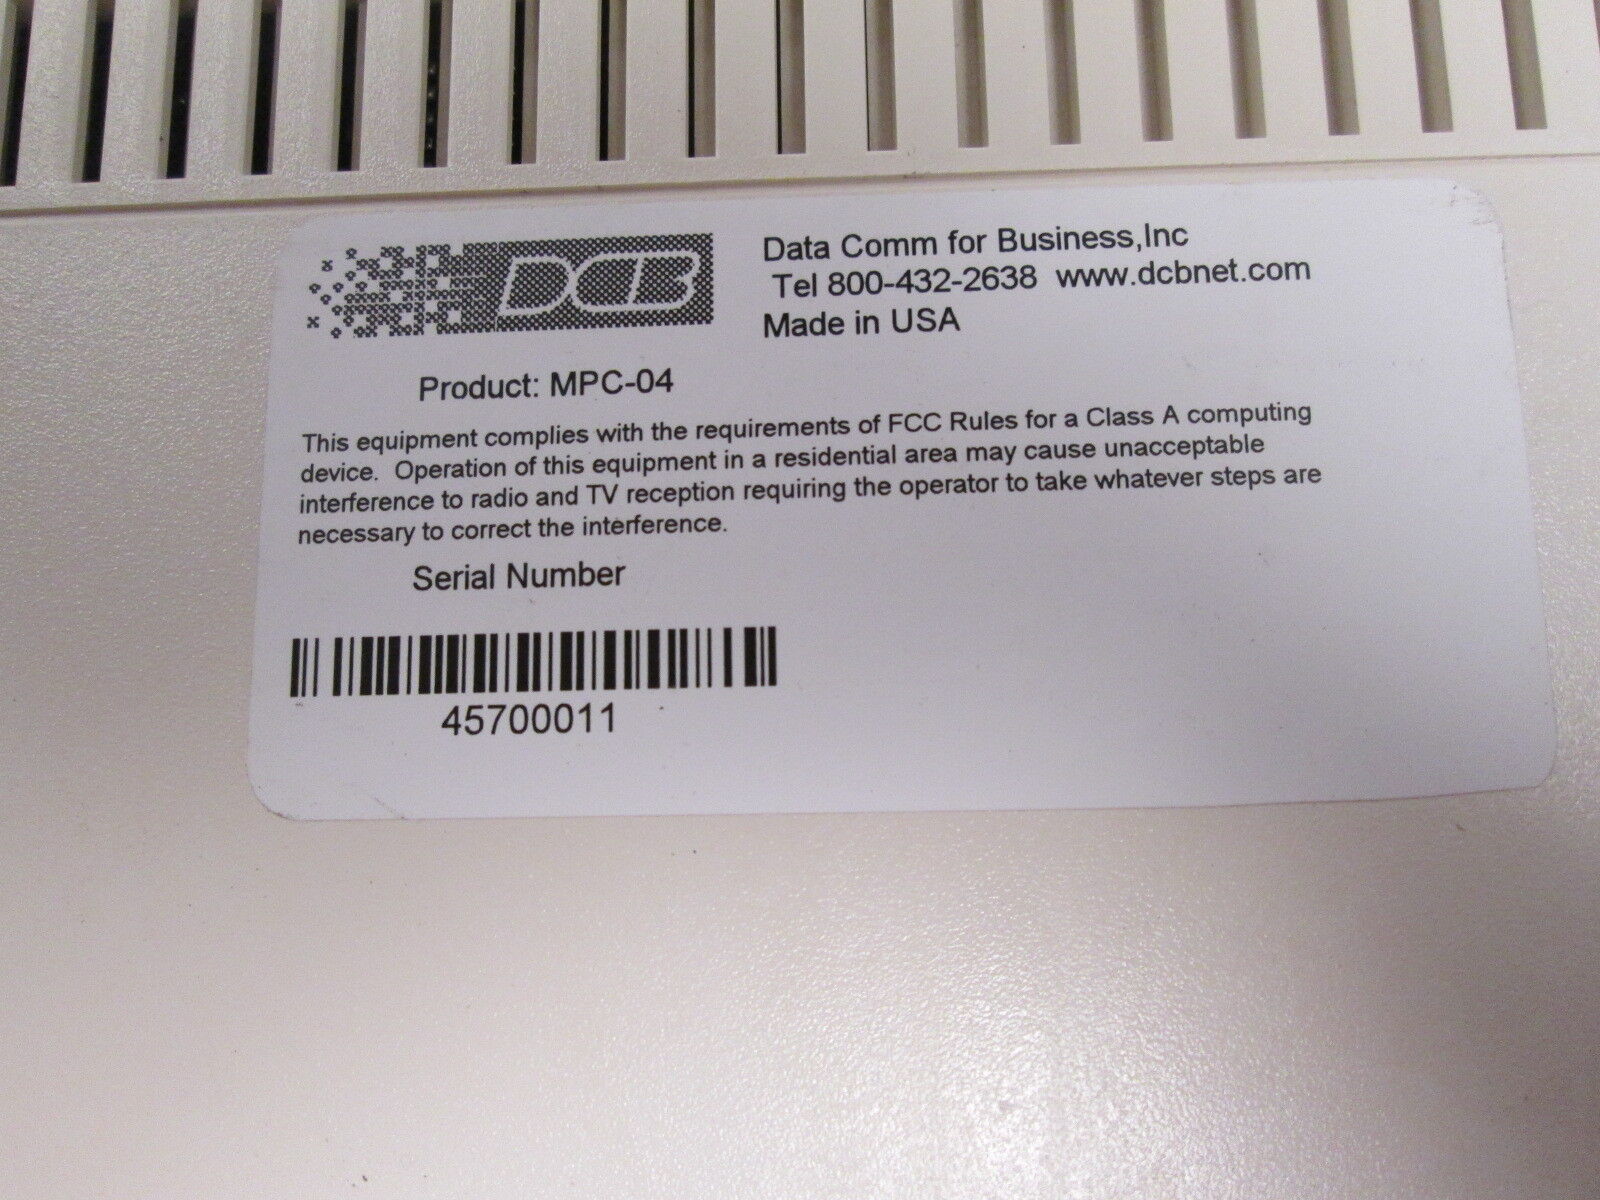 DCB
Data Comm for Business,Inc
Tel 800-432-2638 www.dcbnet.com
Made in USA
Product: MPC-04
This equipment complies with the requirements of FCC Rules for a Class A computing
device. Operation of this equipment in a residential area may cause unacceptable
interference to radio and TV reception requiring the operator to take whatever steps are
necessary to correct the interference.
Serial Number
45700011